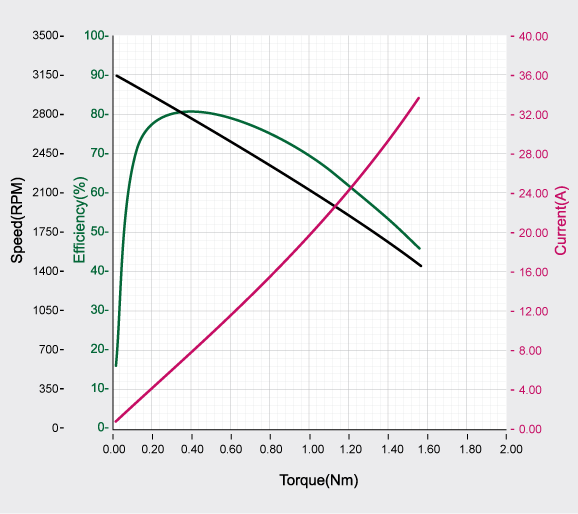 3500- 100- - 40.00
3150- 90- - 36.00
2800- 80- - 32.00
2450- 70- - 28.00
2100- 60- - 24.00
1750- 50- - 20.00
1400- 40- - 16.00
1050- 30- - 12.00
700- 20- - 8.00
350- 10- - 4.00
0- 0- - 0.00
Speed(RPM)
Efficiency(%)
Current(A)
0.00 0.20 0.40 0.60 0.80 1.00 1.20 1.40 1.60 1.80 2.00
Torque(Nm)